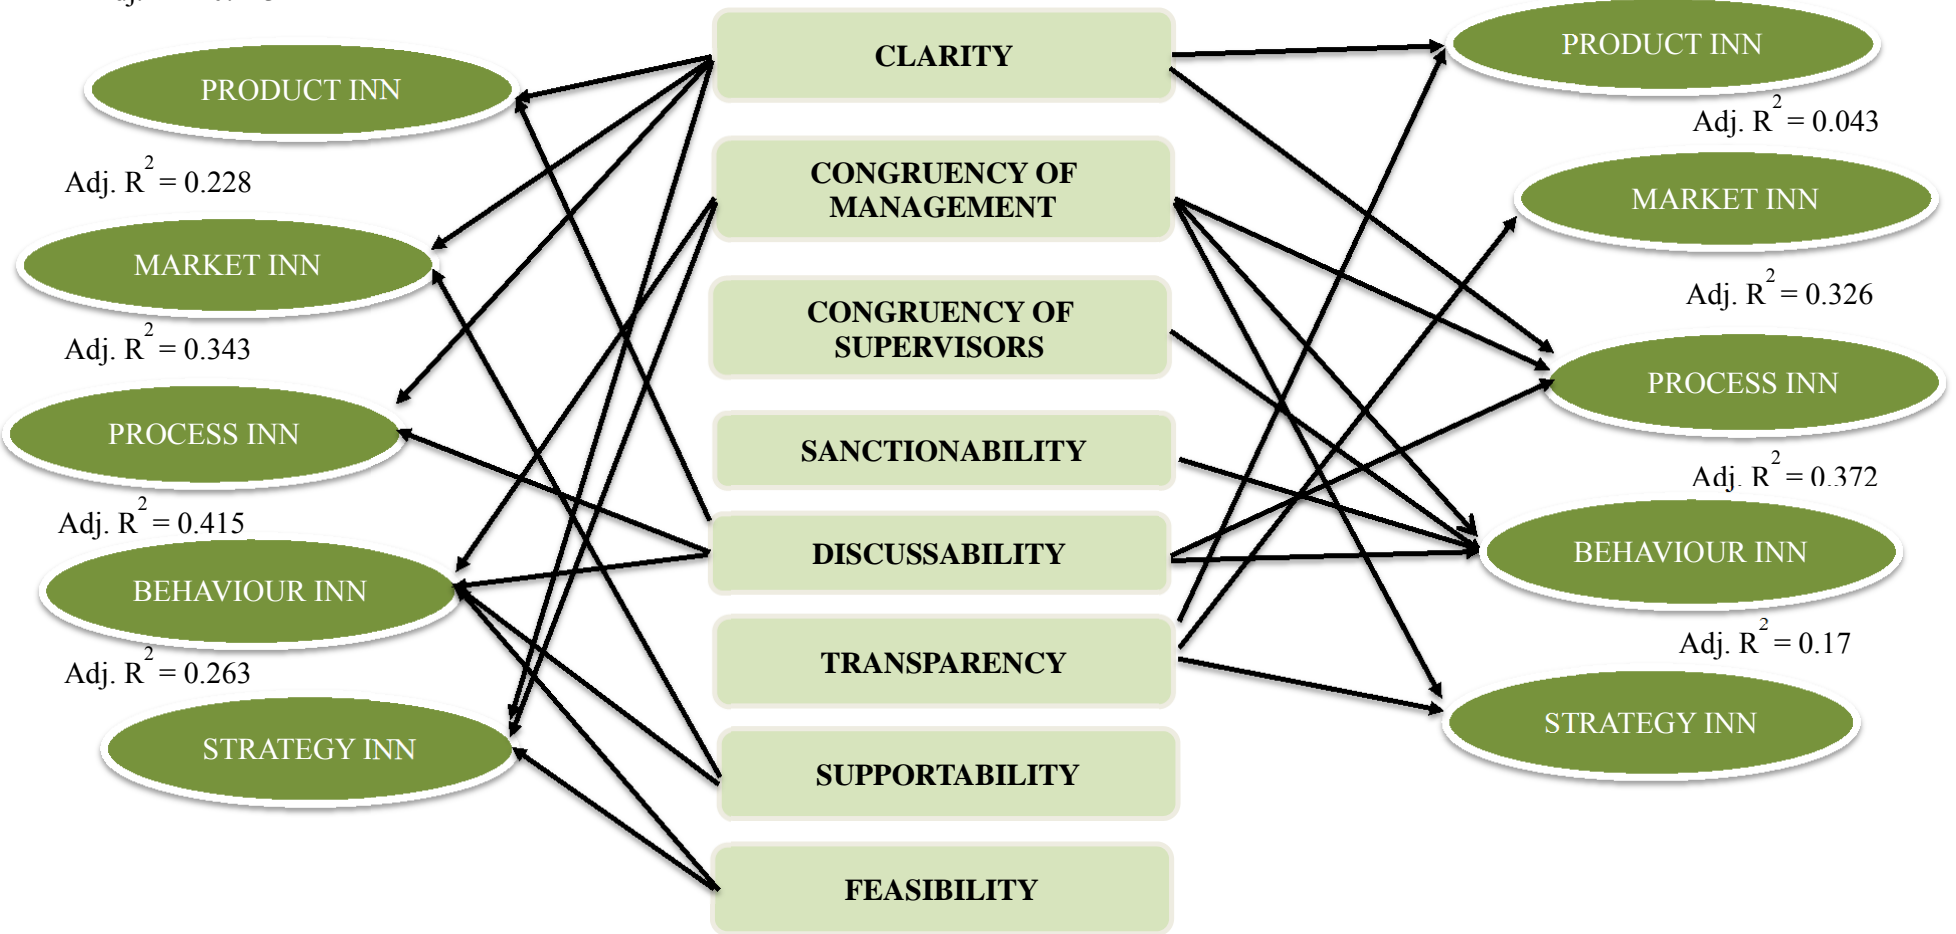 PRODUCT INN
Adj. R2 = 0.228
MARKET INN
Adj. R2 = 0.343
PROCESS INN
Adj. R2 = 0.415
BEHAVIOUR INN
Adj. R2 = 0.263
STRATEGY INN
CLARITY
CONGRUENCY OF
MANAGEMENT
CONGRUENCY OF
SUPERVISORS
SANCTIONABILITY
DISCUSSABILITY
TRANSPARENCY
SUPPORTABILITY
FEASIBILITY
PRODUCT INN
Adj. R2 = 0.043
MARKET INN
Adj. R2 = 0.326
PROCESS INN
Adj. R2 = 0.372
BEHAVIOUR INN
Adj. R2 = 0.17
STRATEGY INN